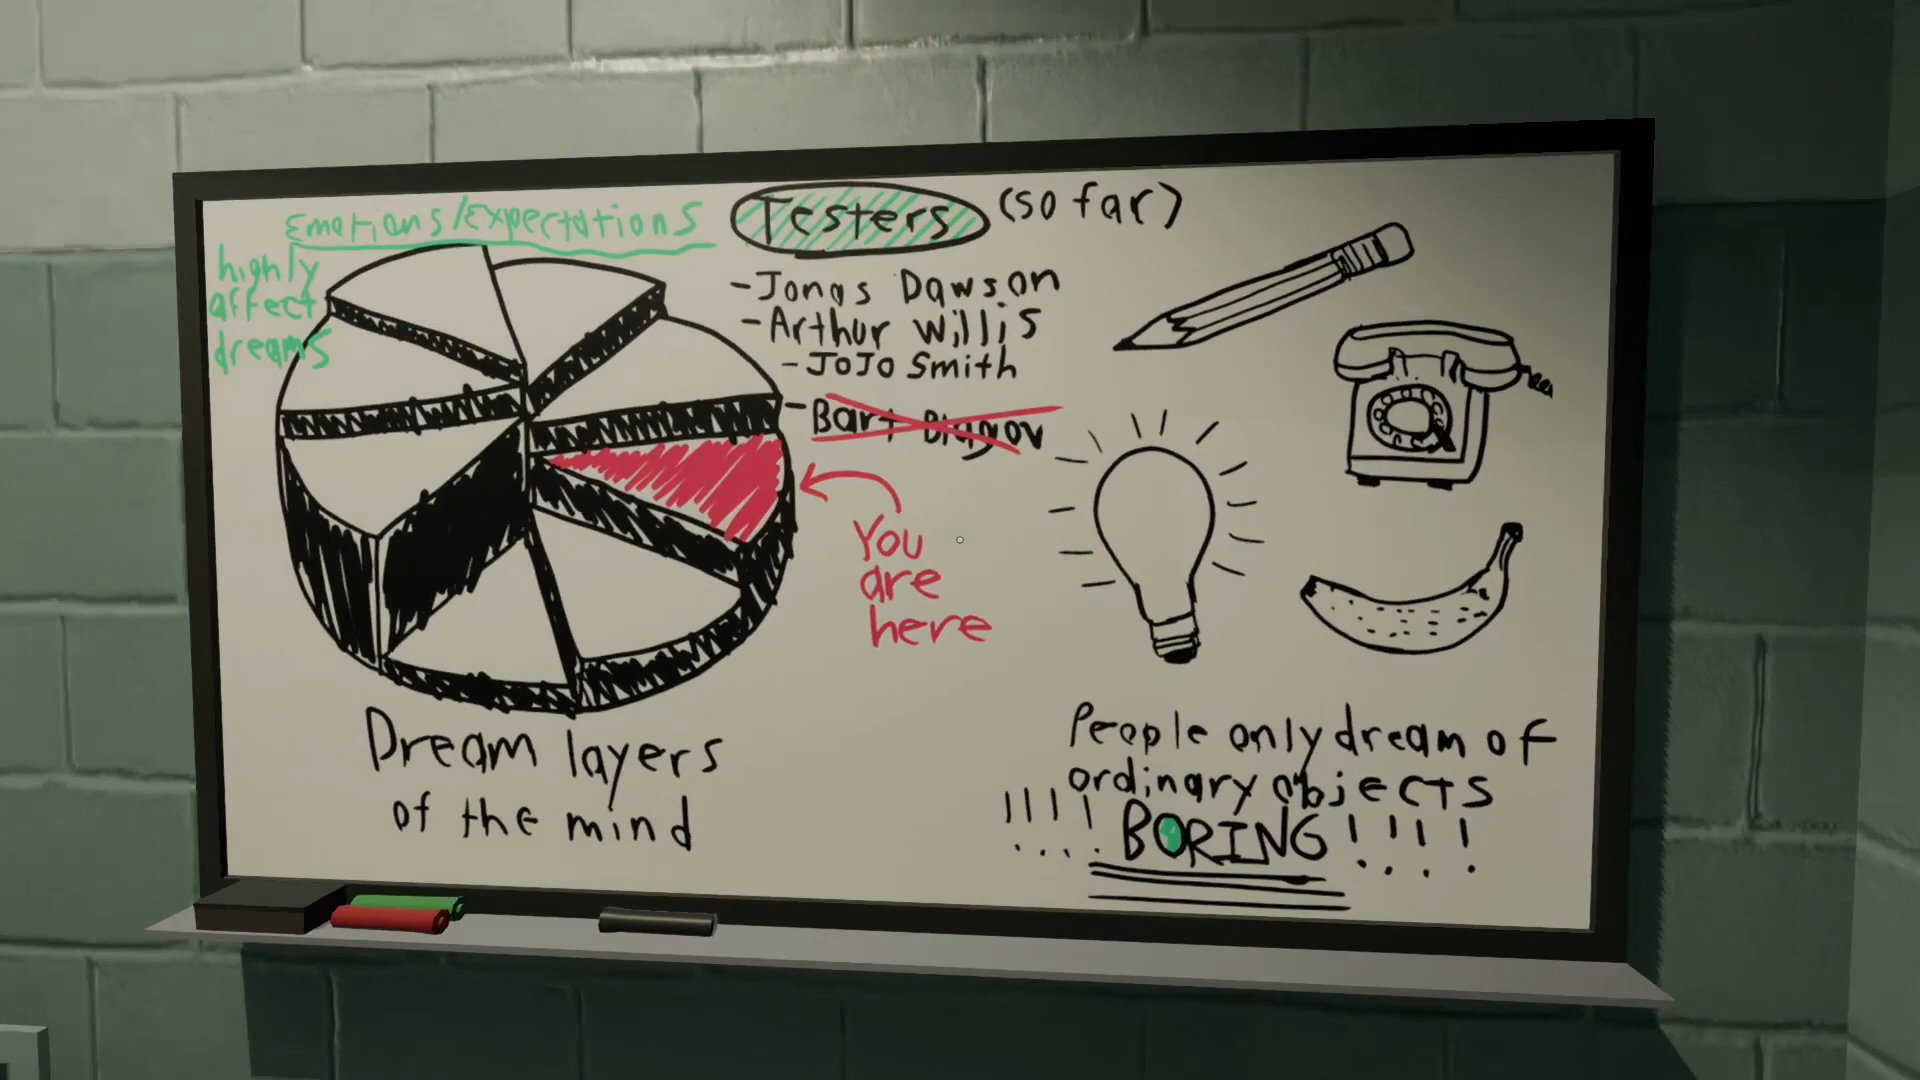 Emotions/Expectations
highly
affect
dreams
Testers (so far)
-Jonas Dawson
-Arthur Willis
-JoJo Smith
-Bart
You
are
here
Dream layers
of the mind
People only dream of
ordinary objects
!!!! BORING !!!!